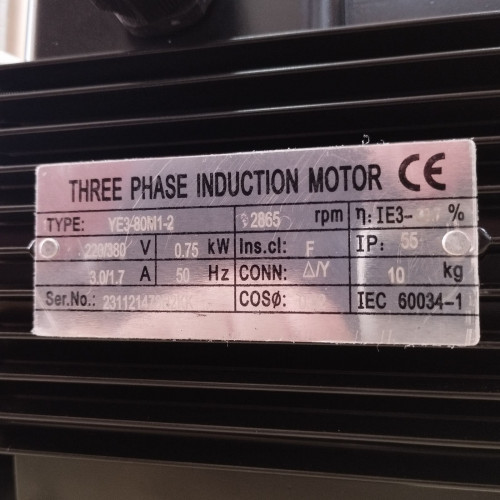 THREE PHASE INDUCTION MOTOR CE
TYPE: YE3-80M1-2 2865 rpm η: IE3- %
220/380 V 0.75 kW Ins.cl: F IP: 55
3.0/1.7 A 50 Hz CONN: Δ/Y 10 kg
Ser.No.: COSø: IEC 60034-1